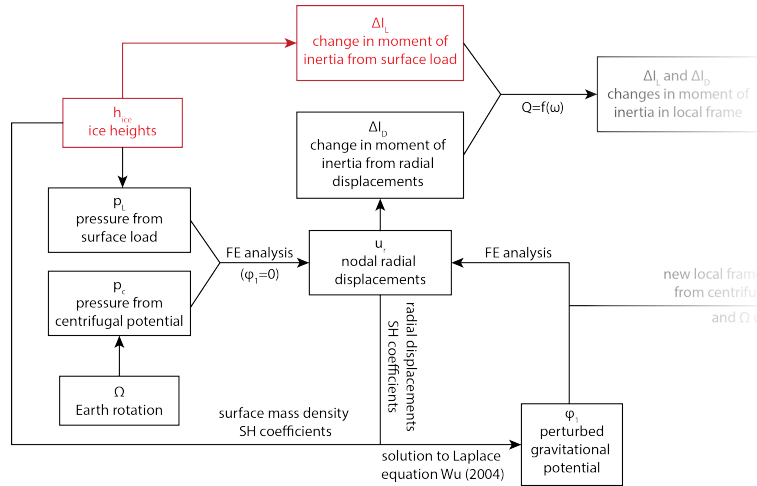 ΔI_L
change in moment of
inertia from surface load
h_ice
ice heights
ΔI_D
change in moment of
inertia from radial
displacements
Q=f(ω)
ΔI_L and ΔI_D
changes in moment of
inertia in local frame
p_L
pressure from
surface load
FE analysis
(φ_1=0)
u_r
nodal radial
displacements
FE analysis
p_c
pressure from
centrifugal potential
new local frame
from centrifu
and Ω
radial displacements
SH coefficients
Ω
Earth rotation
surface mass density
SH coefficients
solution to Laplace
equation Wu (2004)
φ_1
perturbed
gravitational
potential